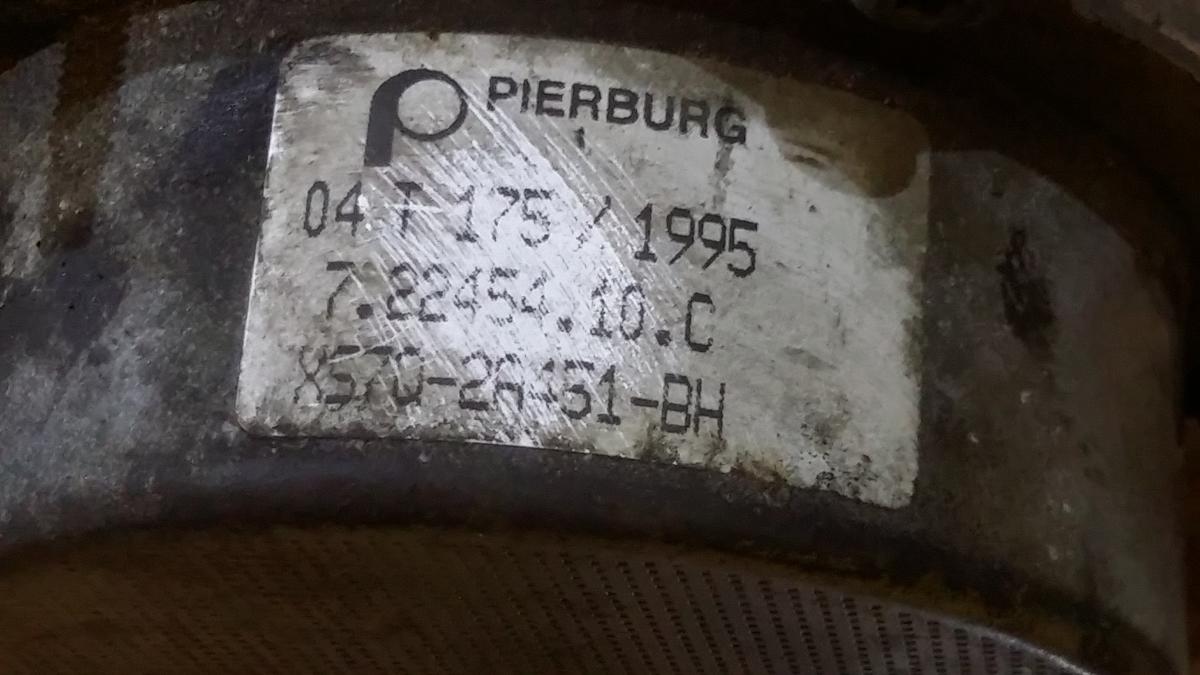 PIERBURG
04 T 175 / 1995
7.22454.10.C
XS7Q-2A451-BH